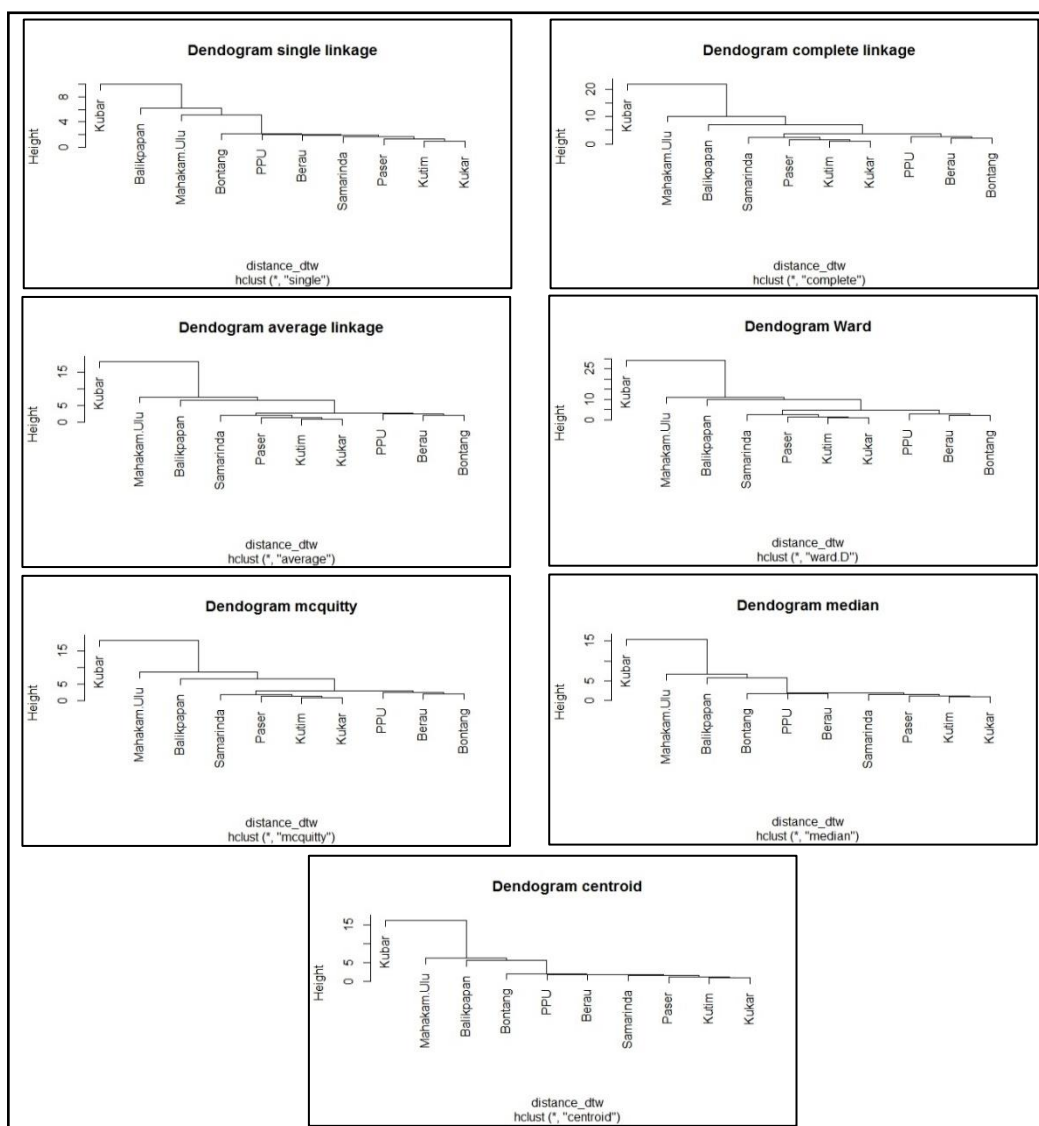 Dendogram single linkage
Height
0 4 8
Kubar
Balikpapan
Mahakam.Ulu
Bontang
PPU
Berau
Samarinda
Paser
Kutim
Kukar
distance_dtw
hclust (*, "single")
Dendogram complete linkage
Height
0 10 20
Kubar
Mahakam.Ulu
Balikpapan
Samarinda
Paser
Kutim
Kukar
PPU
Berau
Bontang
distance_dtw
hclust (*, "complete")
Dendogram average linkage
Height
0 5 15
Kubar
Mahakam.Ulu
Balikpapan
Samarinda
Paser
Kutim
Kukar
PPU
Berau
Bontang
distance_dtw
hclust (*, "average")
Dendogram Ward
Height
0 10 25
Kubar
Mahakam.Ulu
Balikpapan
Samarinda
Paser
Kutim
Kukar
PPU
Berau
Bontang
distance_dtw
hclust (*, "ward.D")
Dendogram mcquitty
Height
0 5 15
Kubar
Mahakam.Ulu
Balikpapan
Samarinda
Paser
Kutim
Kukar
PPU
Berau
Bontang
distance_dtw
hclust (*, "mcquitty")
Dendogram median
Height
0 5 15
Kubar
Mahakam.Ulu
Balikpapan
Bontang
PPU
Berau
Samarinda
Paser
Kutim
Kukar
distance_dtw
hclust (*, "median")
Dendogram centroid
Height
0 5 15
Kubar
Mahakam.Ulu
Balikpapan
Bontang
PPU
Berau
Samarinda
Paser
Kutim
Kukar
distance_dtw
hclust (*, "centroid")